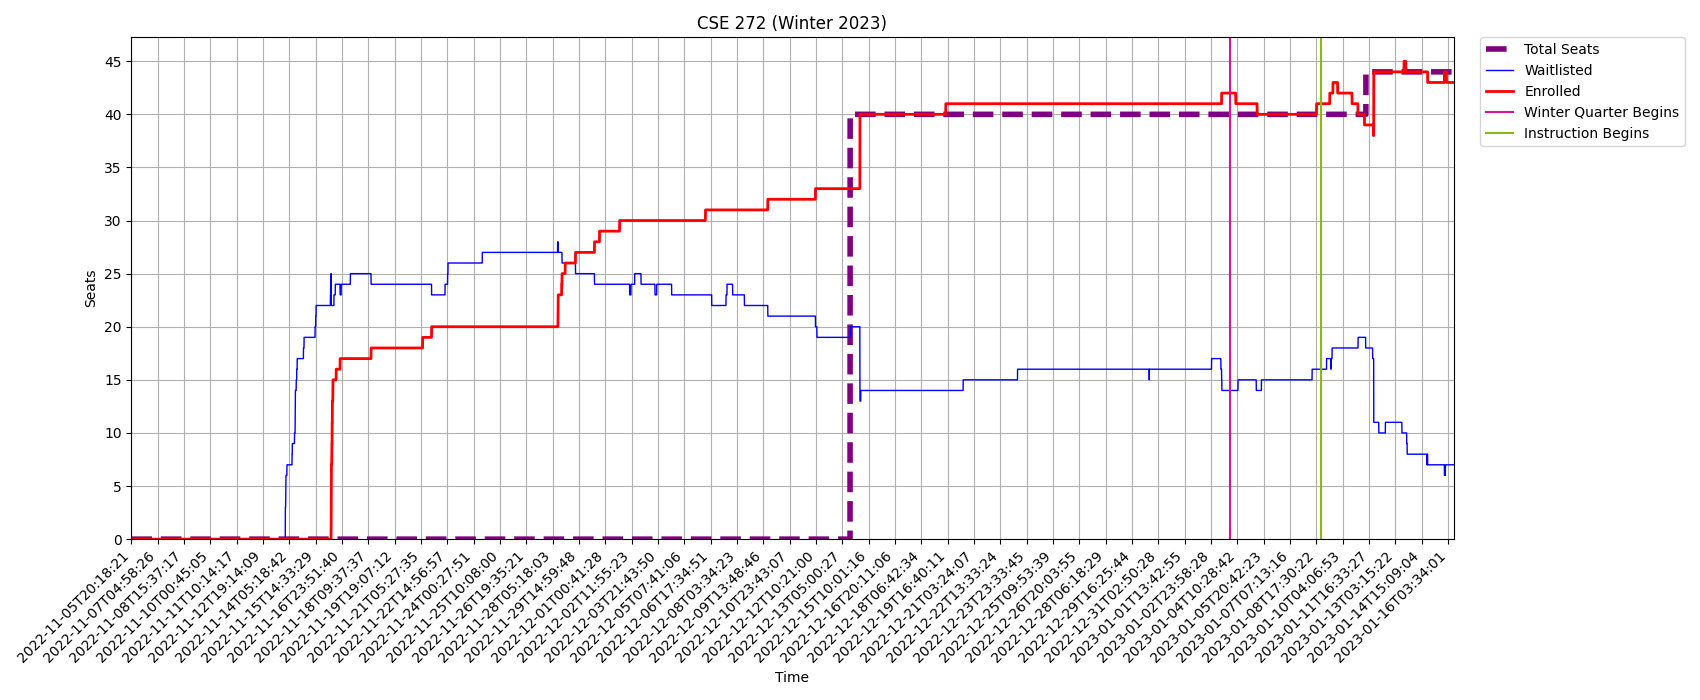 CSE 272 (Winter 2023)
Total Seats
Waitlisted
Enrolled
Winter Quarter Begins
Instruction Begins
45
40
35
30
25
20
15
10
5
0
Seats
2022-11-05T20:18:21
2022-11-07T04:58:26
2022-11-08T15:37:17
2022-11-10T00:45:05
2022-11-11T10:14:17
2022-11-12T19:14:09
2022-11-14T05:18:42
2022-11-15T14:33:29
2022-11-16T23:51:40
2022-11-18T09:37:37
2022-11-19T19:07:12
2022-11-21T05:27:35
2022-11-22T14:56:57
2022-11-24T00:27:51
2022-11-25T10:08:00
2022-11-26T19:35:21
2022-11-28T05:18:03
2022-11-29T14:59:48
2022-12-01T00:41:28
2022-12-02T11:55:23
2022-12-03T21:43:50
2022-12-05T07:41:06
2022-12-06T17:34:51
2022-12-08T03:34:23
2022-12-09T13:48:46
2022-12-10T23:43:07
2022-12-12T10:21:00
2022-12-13T05:00:27
2022-12-15T10:01:16
2022-12-16T20:11:06
2022-12-18T06:42:34
2022-12-19T16:40:11
2022-12-21T03:24:07
2022-12-22T13:33:24
2022-12-23T23:33:45
2022-12-25T09:53:39
2022-12-26T20:03:55
2022-12-28T06:18:29
2022-12-29T16:25:44
2022-12-31T02:50:28
2023-01-01T13:42:55
2023-01-02T23:58:28
2023-01-04T10:28:42
2023-01-05T20:42:23
2023-01-07T07:13:16
2023-01-08T17:30:22
2023-01-10T04:06:53
2023-01-11T16:33:27
2023-01-13T03:15:22
2023-01-14T15:09:04
2023-01-16T03:34:01
Time